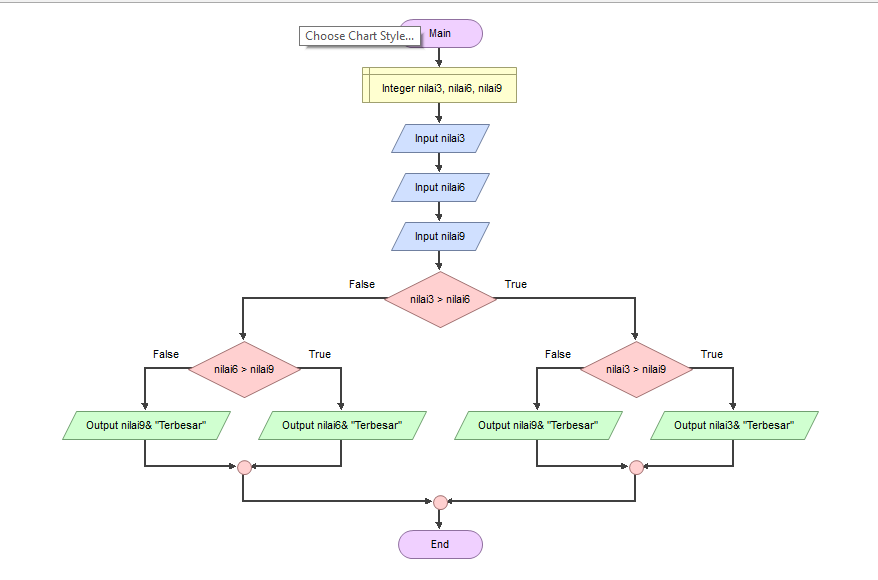 Choose Chart Style...
Main
Integer nilai3, nilai6, nilai9
Input nilai3
Input nilai6
Input nilai9
False
True
nilai3 > nilai6
False
True
False
True
nilai6 > nilai9
nilai3 > nilai9
Output nilai9& "Terbesar"
Output nilai6& "Terbesar"
Output nilai9& "Terbesar"
Output nilai3& "Terbesar"
End